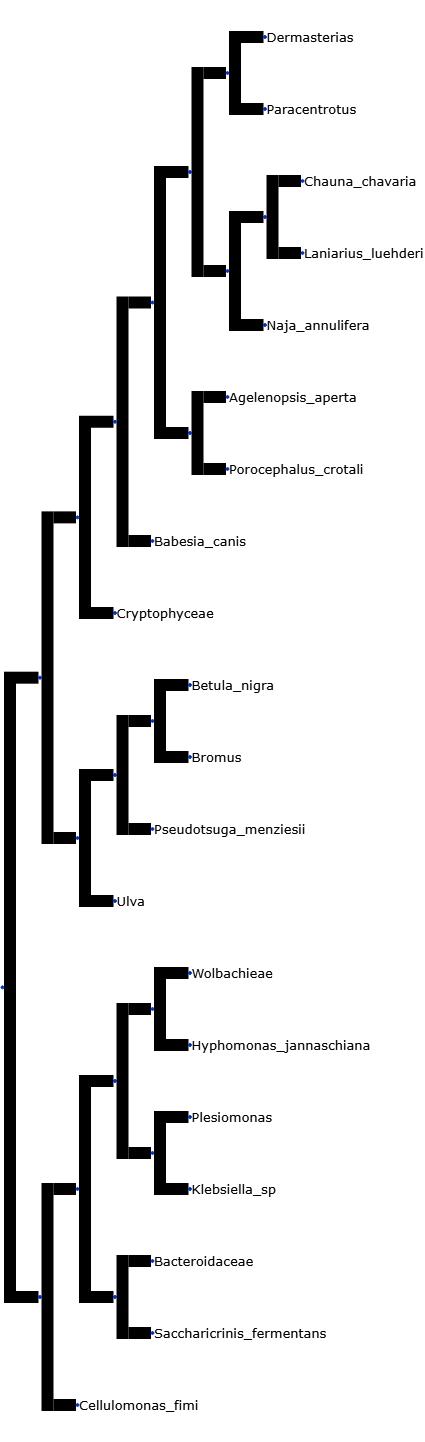 Dermasterias
Paracentrotus
Chauna_chavaria
Laniarius_luehderi
Naja_annulifera
Agelenopsis_aperta
Porocephalus_crotali
Babesia_canis
Cryptophyceae
Betula_nigra
Bromus
Pseudotsuga_menziesii
Ulva
Wolbachieae
Hyphomonas_jannaschiana
Plesiomonas
Klebsiella_sp
Bacteroidaceae
Saccharicrinis_fermentans
Cellulomonas_fimi